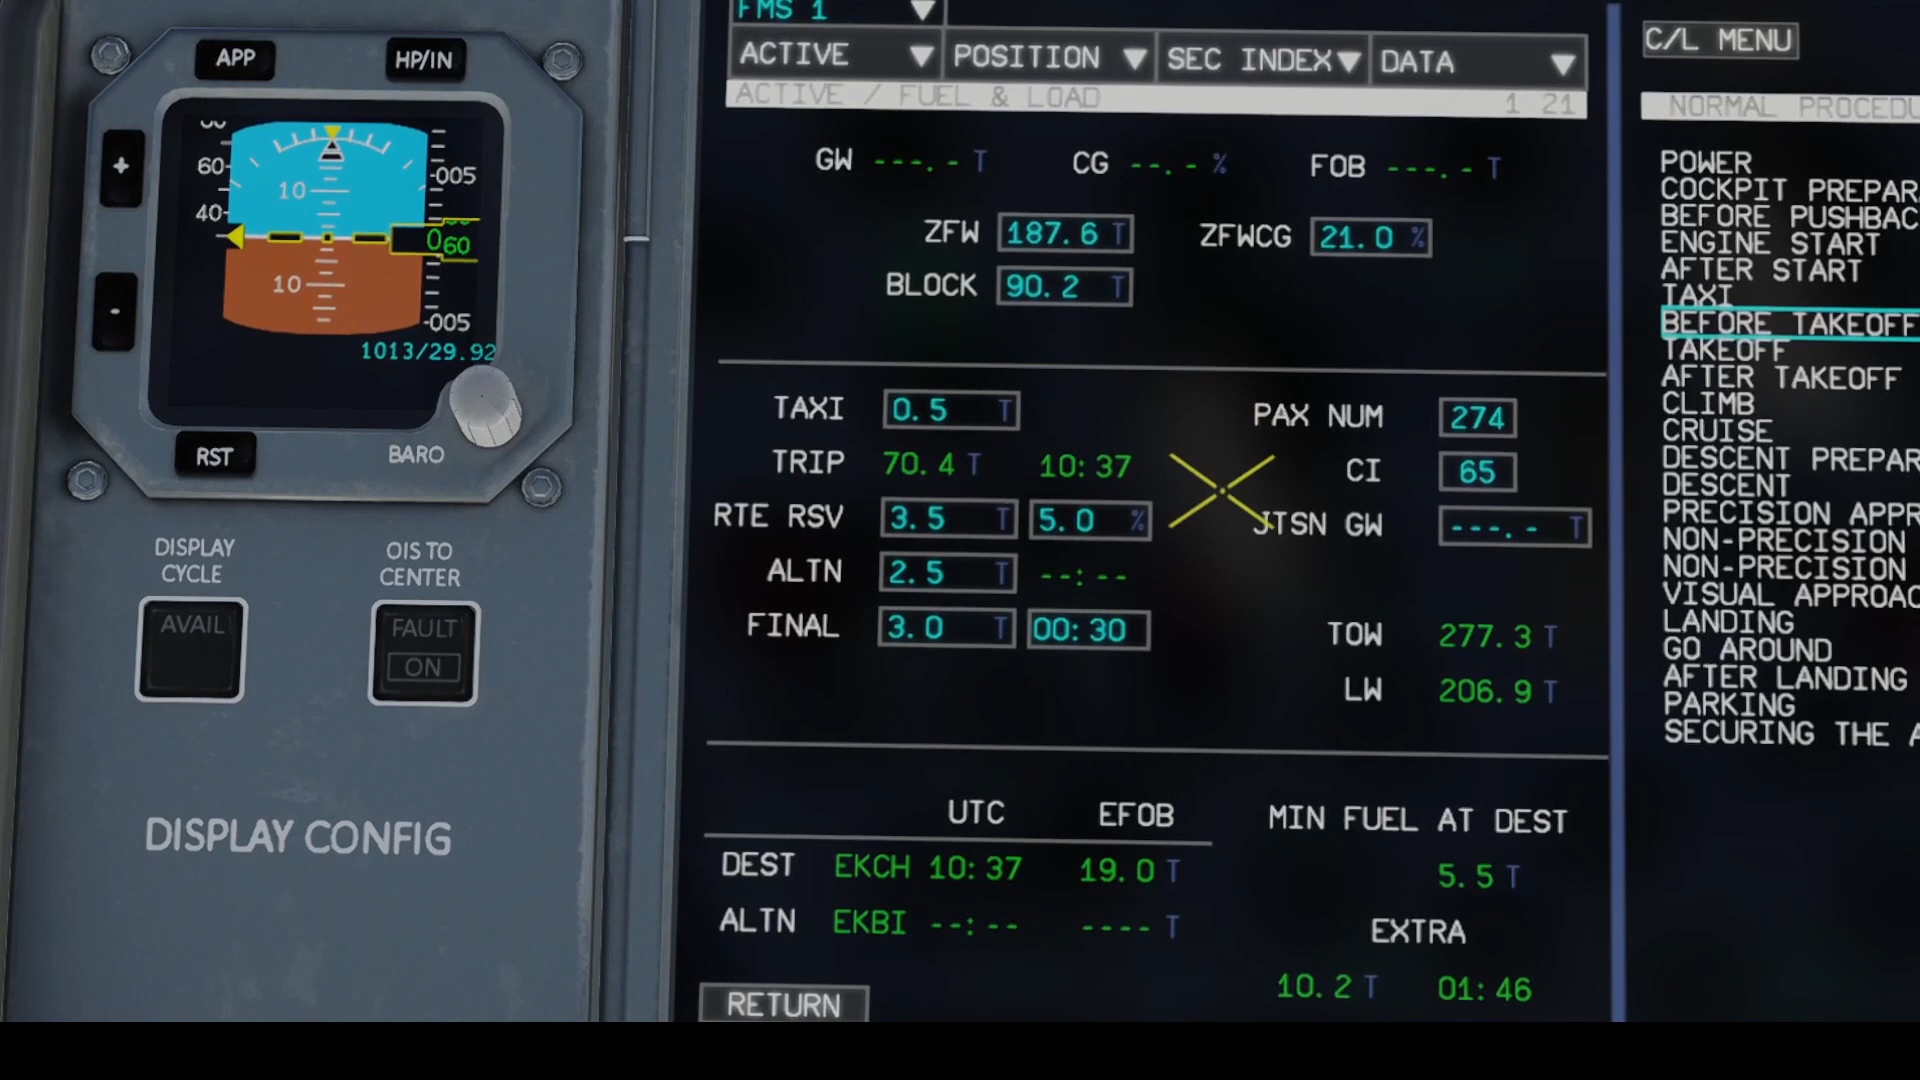 APP
HP/IN
60
40
10
005
060
10
005
1013/29.92
RST
BARO
DISPLAY
CYCLE
OIS TO
CENTER
AVAIL
FAULT
ON
DISPLAY CONFIG
FMS 1
ACTIVE POSITION SEC INDEX DATA
ACTIVE / FUEL & LOAD 1 21
GW ---.- T CG --.- % FOB ---.- T
ZFW 187.6 T ZFWCG 21.0 %
BLOCK 90.2 T
TAXI 0.5 T PAX NUM 274
TRIP 70.4 T 10:37 CI 65
RTE RSV 3.5 T 5.0 % JTSN GW ---.- T
ALTN 2.5 T --:--
FINAL 3.0 T 00:30 TOW 277.3 T
LW 206.9 T
UTC EFOB MIN FUEL AT DEST
DEST EKCH 10:37 19.0 T 5.5 T
ALTN EKBI --:-- ---- T EXTRA
10.2 T 01:46
RETURN
C/L MENU
NORMAL PROCEDU
POWER
COCKPIT PREPAR
BEFORE PUSHBAC
ENGINE START
AFTER START
TAXI
BEFORE TAKEOFF
TAKEOFF
AFTER TAKEOFF
CLIMB
CRUISE
DESCENT PREPAR
DESCENT
PRECISION APPR
NON-PRECISION
NON-PRECISION
VISUAL APPROAC
LANDING
GO AROUND
AFTER LANDING
PARKING
SECURING THE A